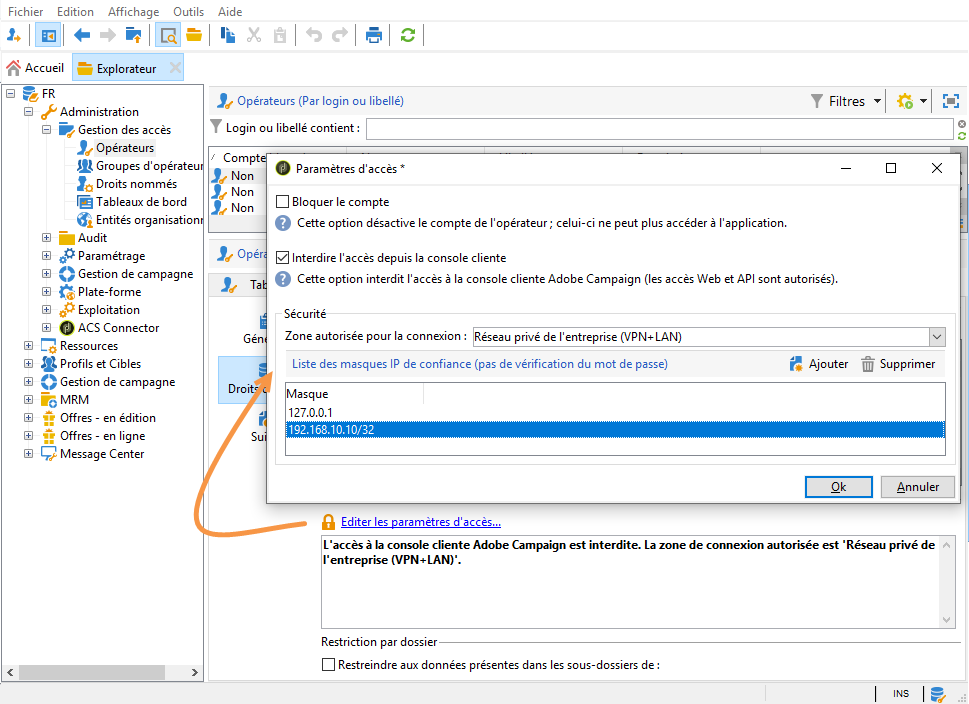 Fichier Edition Affichage Outils Aide
Accueil
Explorateur
FR
Administration
Gestion des accès
Opérateurs
Groupes d'opérateur
Droits nommés
Tableaux de bord
Entités organisationn
Audit
Paramétrage
Gestion de campagne
Plate-forme
Exploitation
ACS Connector
Ressources
Profils et Cibles
Gestion de campagne
MRM
Offres - en édition
Offres - en ligne
Message Center
Opérateurs (Par login ou libellé)
Filtres
Login ou libellé contient :
Compte
Non
Non
Non
Opéra
Tab
Géné
Droits
Sui
Paramètres d'accès *
Bloquer le compte
Cette option désactive le compte de l'opérateur ; celui-ci ne peut plus accéder à l'application.
Interdire l'accès depuis la console cliente
Cette option interdit l'accès à la console cliente Adobe Campaign (les accès Web et API sont autorisés).
Sécurité
Zone autorisée pour la connexion : Réseau privé de l'entreprise (VPN+LAN)
Liste des masques IP de confiance (pas de vérification du mot de passe) Ajouter Supprimer
Masque
127.0.0.1
192.168.10.10/32
Ok Annuler
Editer les paramètres d'accès...
L'accès à la console cliente Adobe Campaign est interdite. La zone de connexion autorisée est 'Réseau privé de
l'entreprise (VPN+LAN)'.
Restriction par dossier
Restreindre aux données présentes dans les sous-dossiers de :
INS